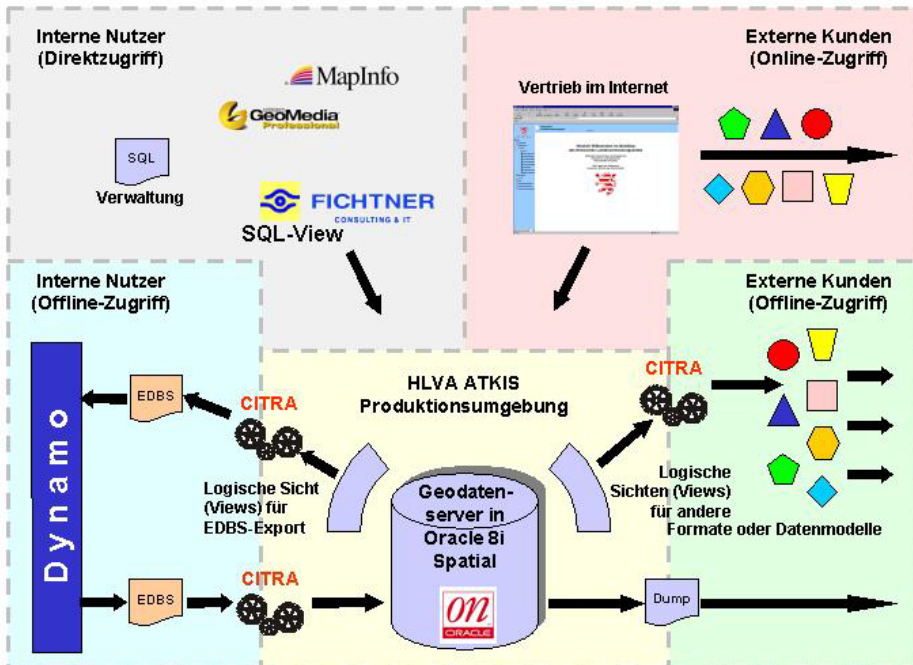 Interne Nutzer
(Direktzugriff)
MapInfo
GeoMedia
Professional
SQL
Verwaltung
FICHTNER
CONSULTING & IT
SQL-View
Externe Kunden
(Online-Zugriff)
Vertrieb im Internet
Interne Nutzer
(Offline-Zugriff)
Dynamo
EDBS
CITRA
Logische Sicht
(Views) für
EDBS-Export
EDBS
CITRA
HLVA ATKIS
Produktionsumgebung
Geodaten-
server in
Oracle 8i
Spatial
on
ORACLE
CITRA
Logische
Sichten (Views)
für andere
Formate oder Datenmodelle
Dump
Externe Kunden
(Offline-Zugriff)